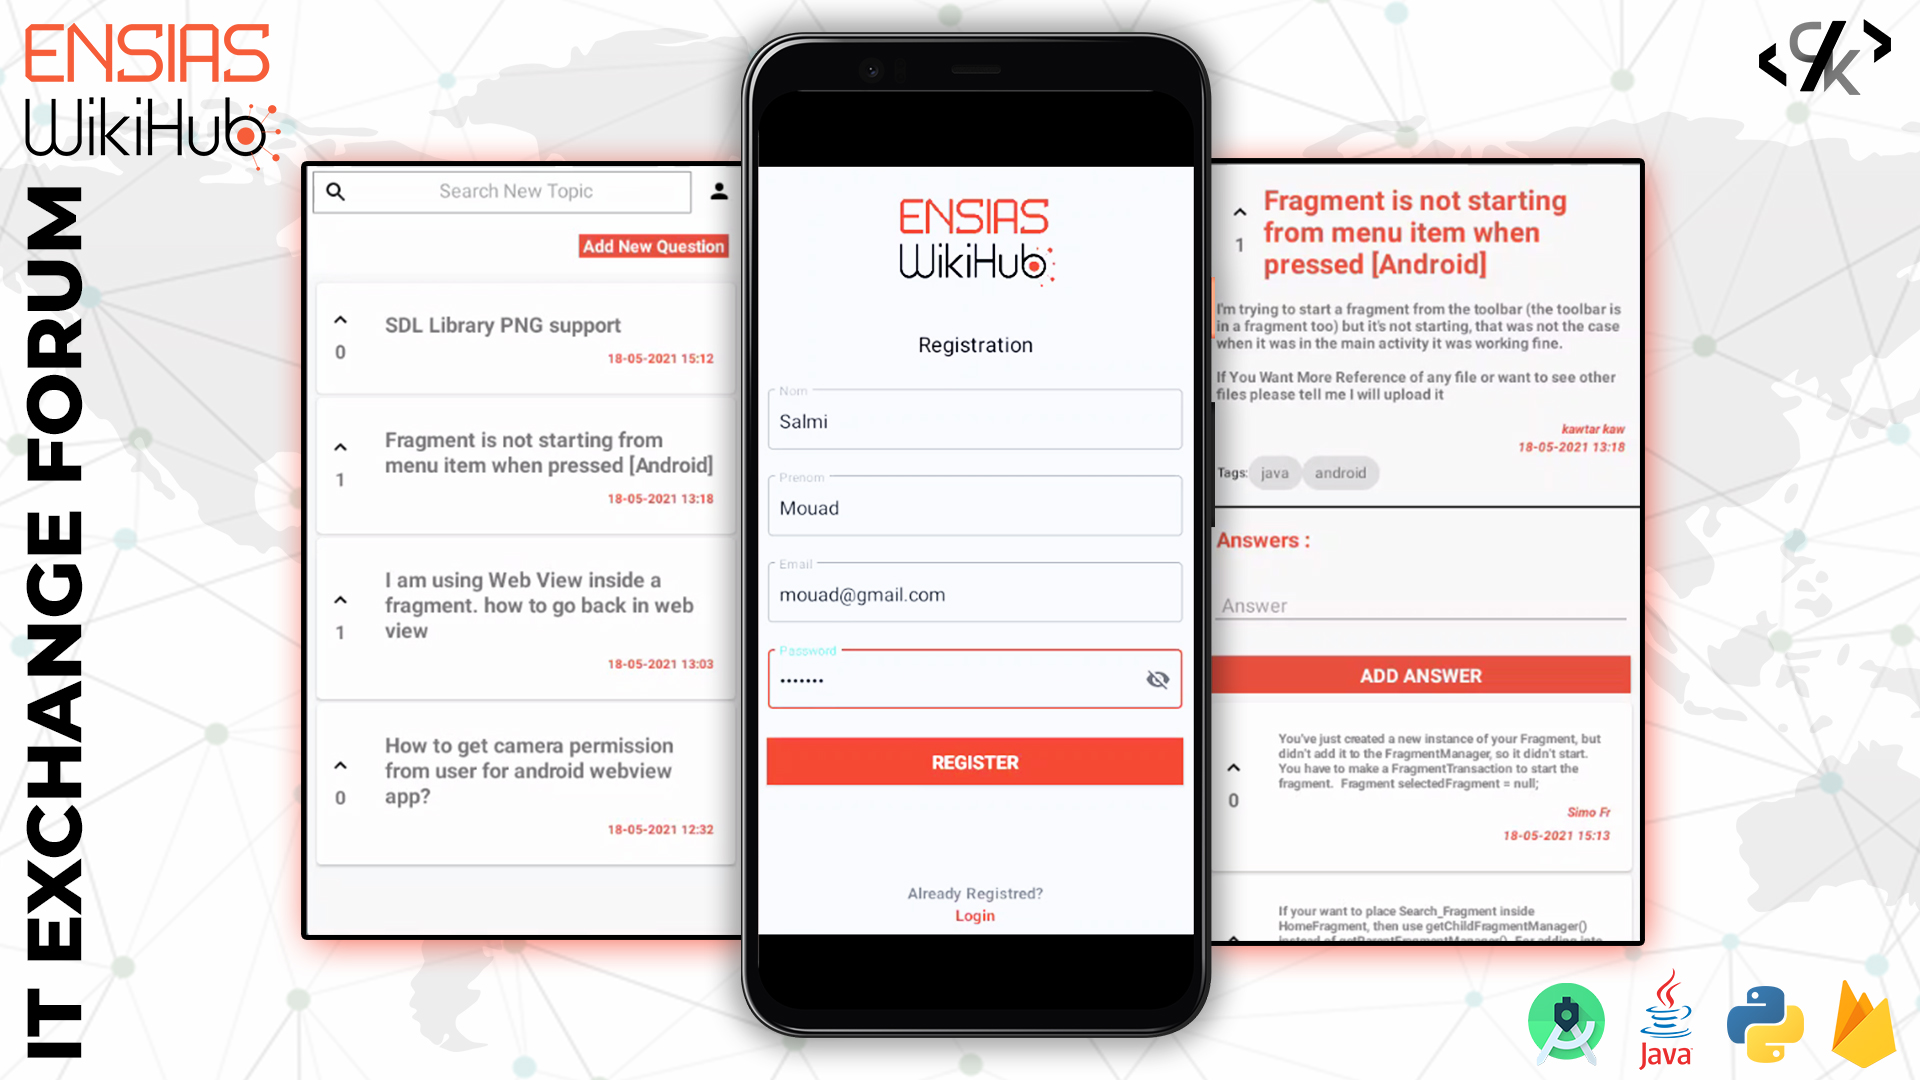 ENSIAS
WikiHub
IT EXCHANGE FORUM
Search New Topic
Add New Question
0
SDL Library PNG support
18-05-2021 15:12
1
Fragment is not starting from
menu item when pressed [Android]
18-05-2021 13:18
1
I am using Web View inside a
fragment. how to go back in web
view
18-05-2021 13:03
0
How to get camera permission
from user for android webview
app?
18-05-2021 12:32
ENSIAS
WikiHub
Registration
Nom
Salmi
Prenom
Mouad
Email
mouad@gmail.com
Password
•••••••
REGISTER
Already Registred?
Login
CK
1
Fragment is not starting
from menu item when
pressed [Android]
I'm trying to start a fragment from the toolbar (the toolbar is
in a fragment too) but it's not starting, that was not the case
when it was in the main activity it was working fine.
If You Want More Reference of any file or want to see other
files please tell me I will upload it
kawtar kaw
18-05-2021 13:18
Tags: java android
Answers :
Answer
ADD ANSWER
0
You've just created a new instance of your Fragment, but
didn't add it to the FragmentManager, so it didn't start.
You have to make a FragmentTransaction to start the
fragment. Fragment selectedFragment = null;
Simo Fr
18-05-2021 15:13
If your want to place Search_Fragment inside
HomeFragment, then use getChildFragmentManager()
instead of getParentFragmentManager(). For adding into
Java